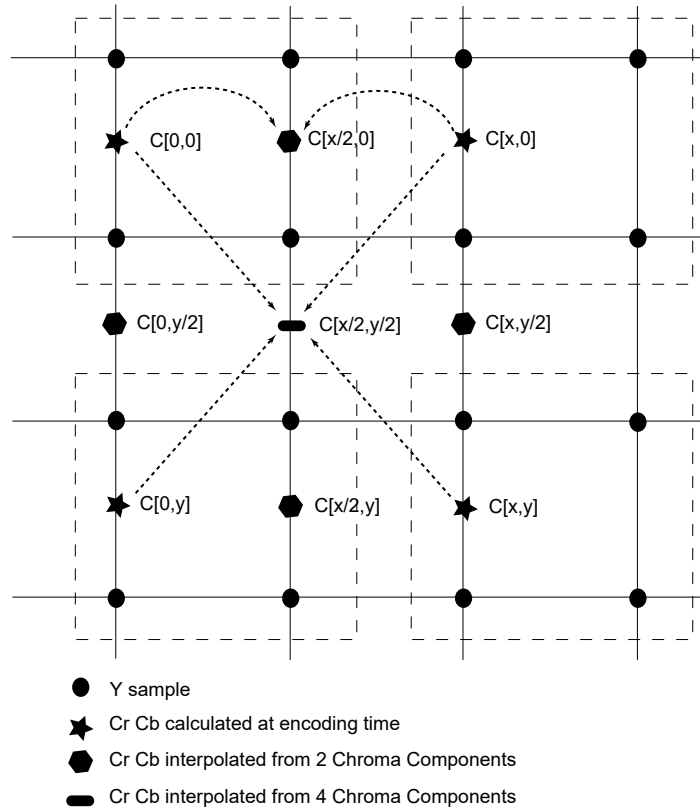 C[0,0]
C[x/2,0]
C[x,0]
C[0,y/2]
C[x/2,y/2]
C[x,y/2]
C[0,y]
C[x/2,y]
C[x,y]
Y sample
Cr Cb calculated at encoding time
Cr Cb interpolated from 2 Chroma Components
Cr Cb interpolated from 4 Chroma Components